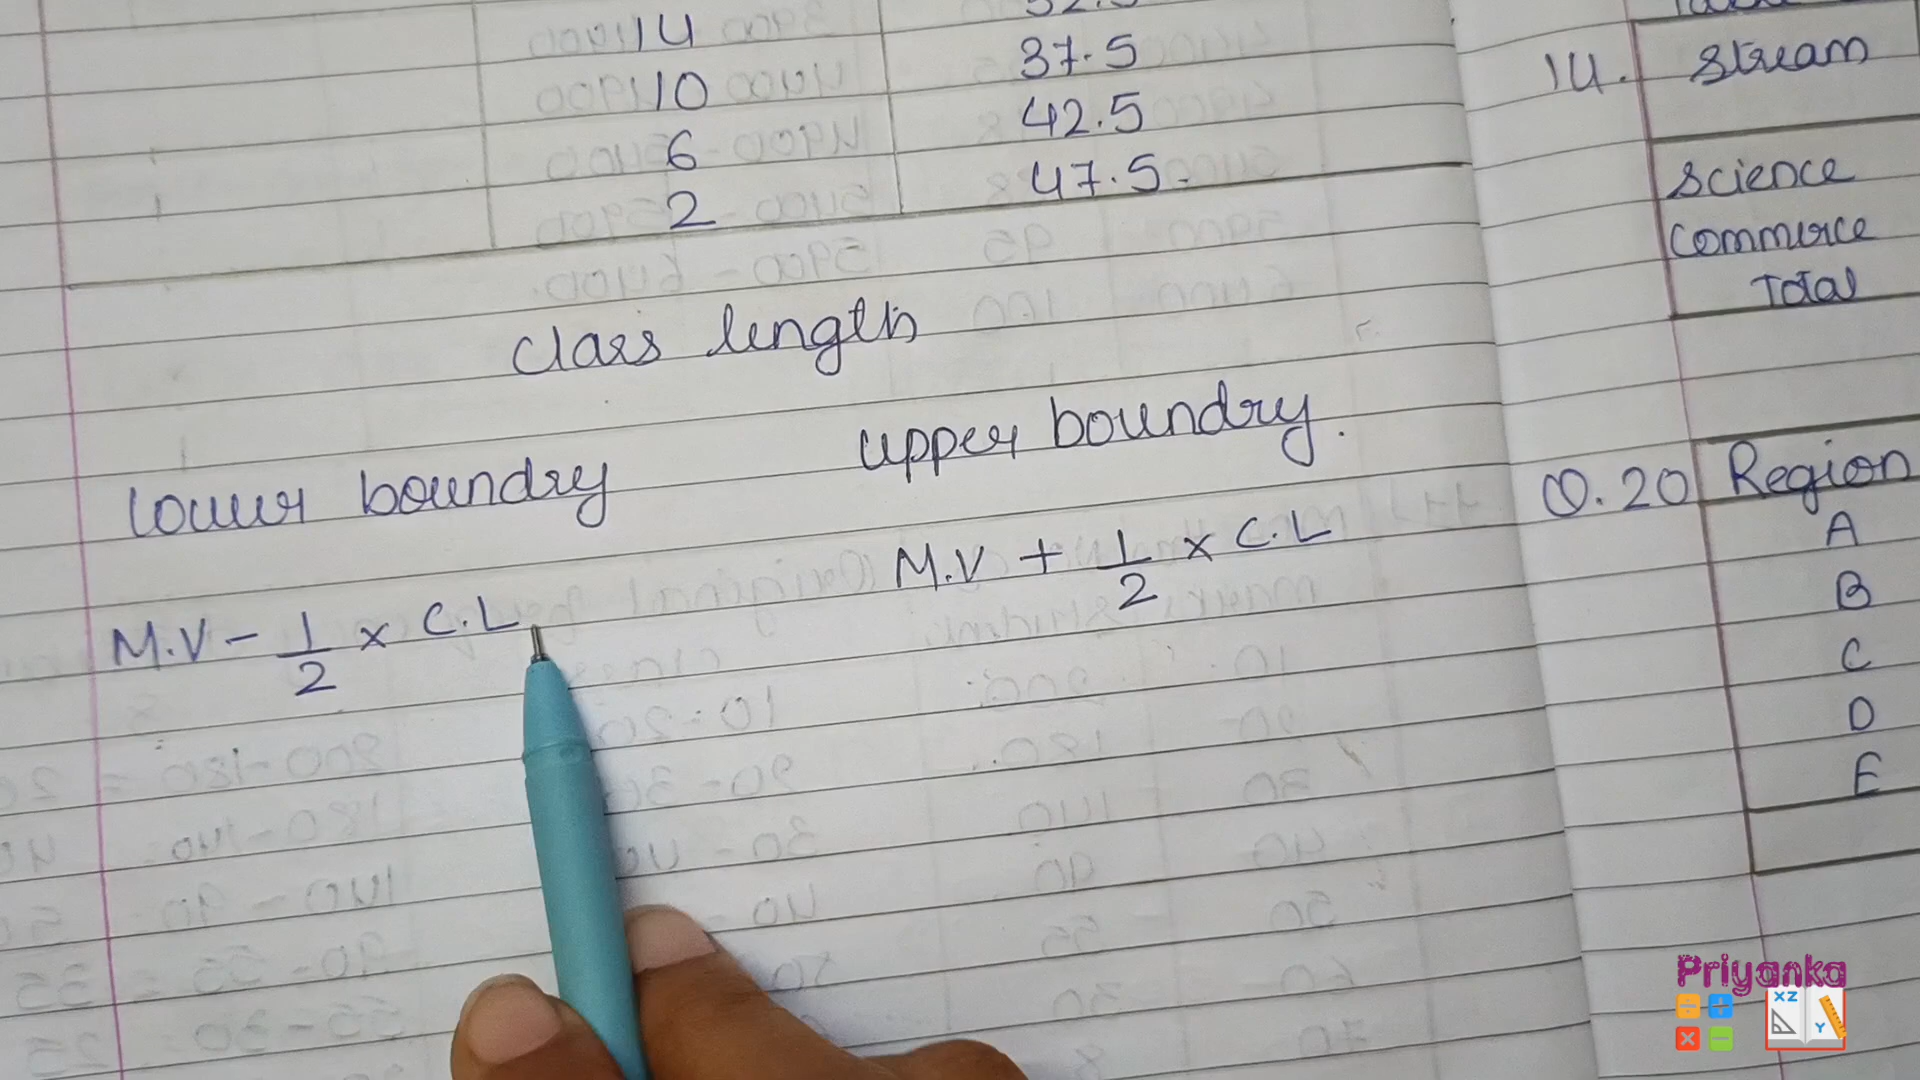 14
10
6
2
37.5
42.5
47.5.
class length
lower boundry
upper boundry.
M.V - 1/2 x C.L
M.V + 1/2 x C.L
14.
Stream
Science
Commerce
Total
Q.20
Region
A
B
C
D
E
Priyanka
XZ
Y